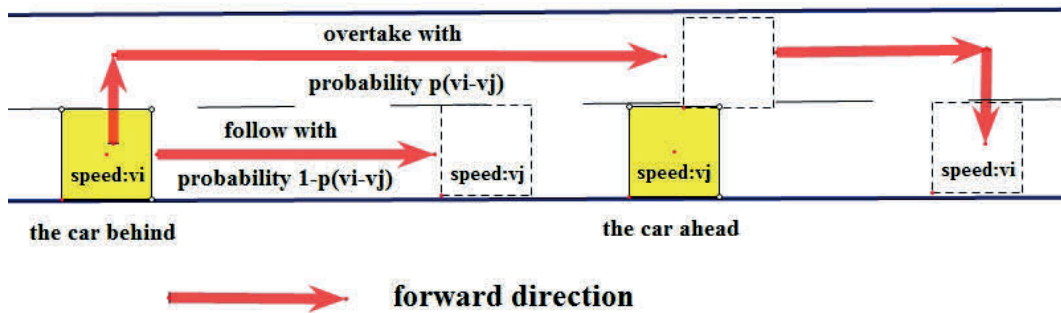 overtake with
probability p(vi-vj)
follow with
probability 1-p(vi-vj)
speed:vi
speed:vj
speed:vj
speed:vi
the car behind
the car ahead
forward direction